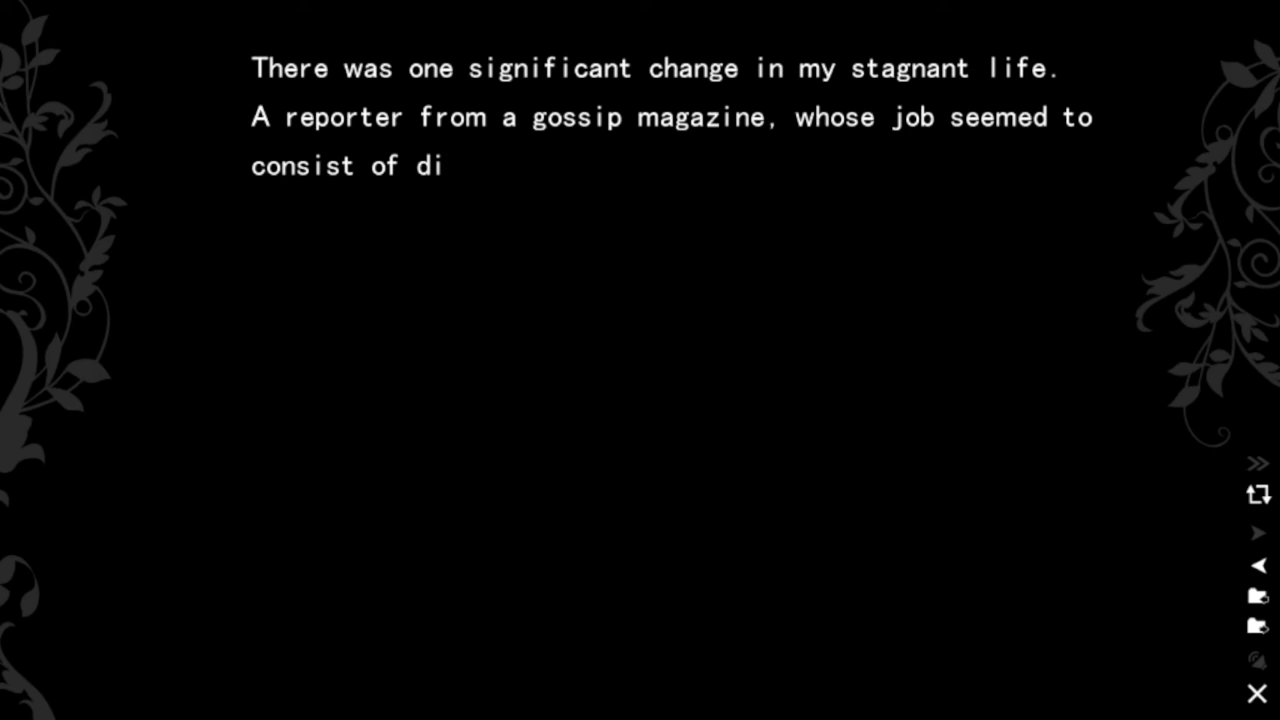 There was one significant change in my stagnant life.
A reporter from a gossip magazine, whose job seemed to
consist of di